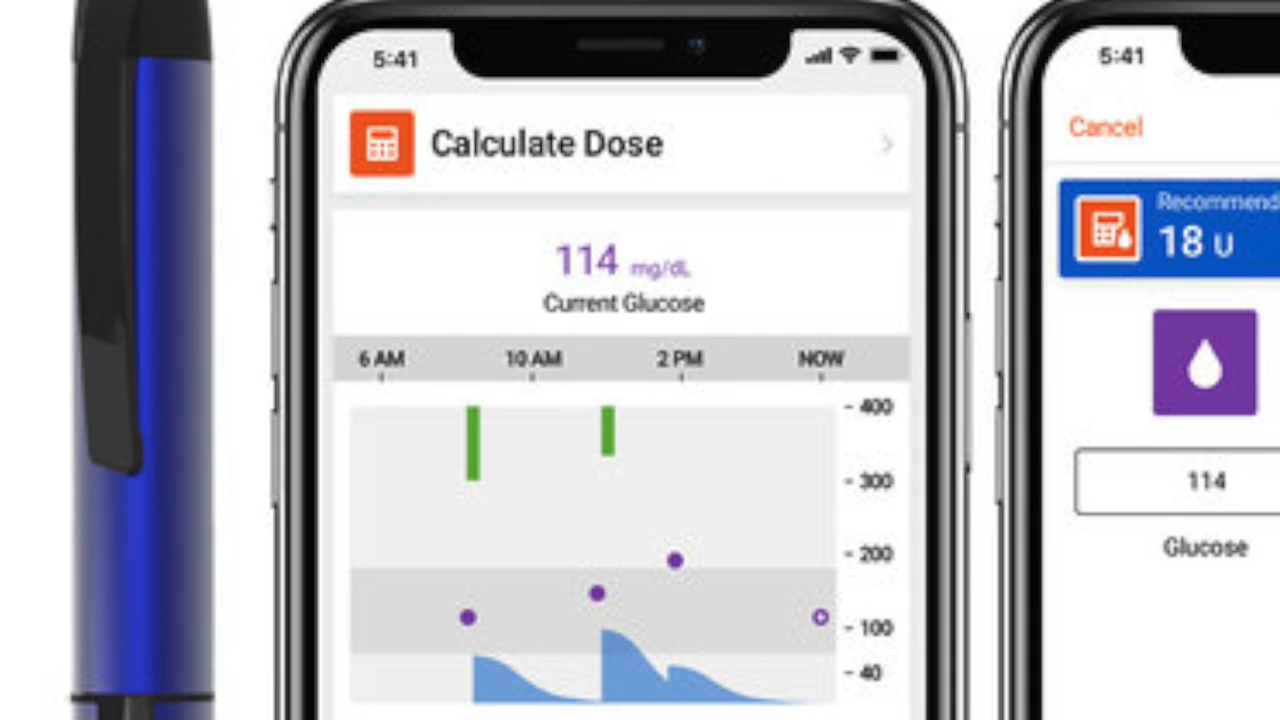 5:41
Calculate Dose
114 mg/dL
Current Glucose
6 AM 10 AM 2 PM NOW
400
300
200
100
40
5:41
Cancel
Recommend
18 U
114
Glucose